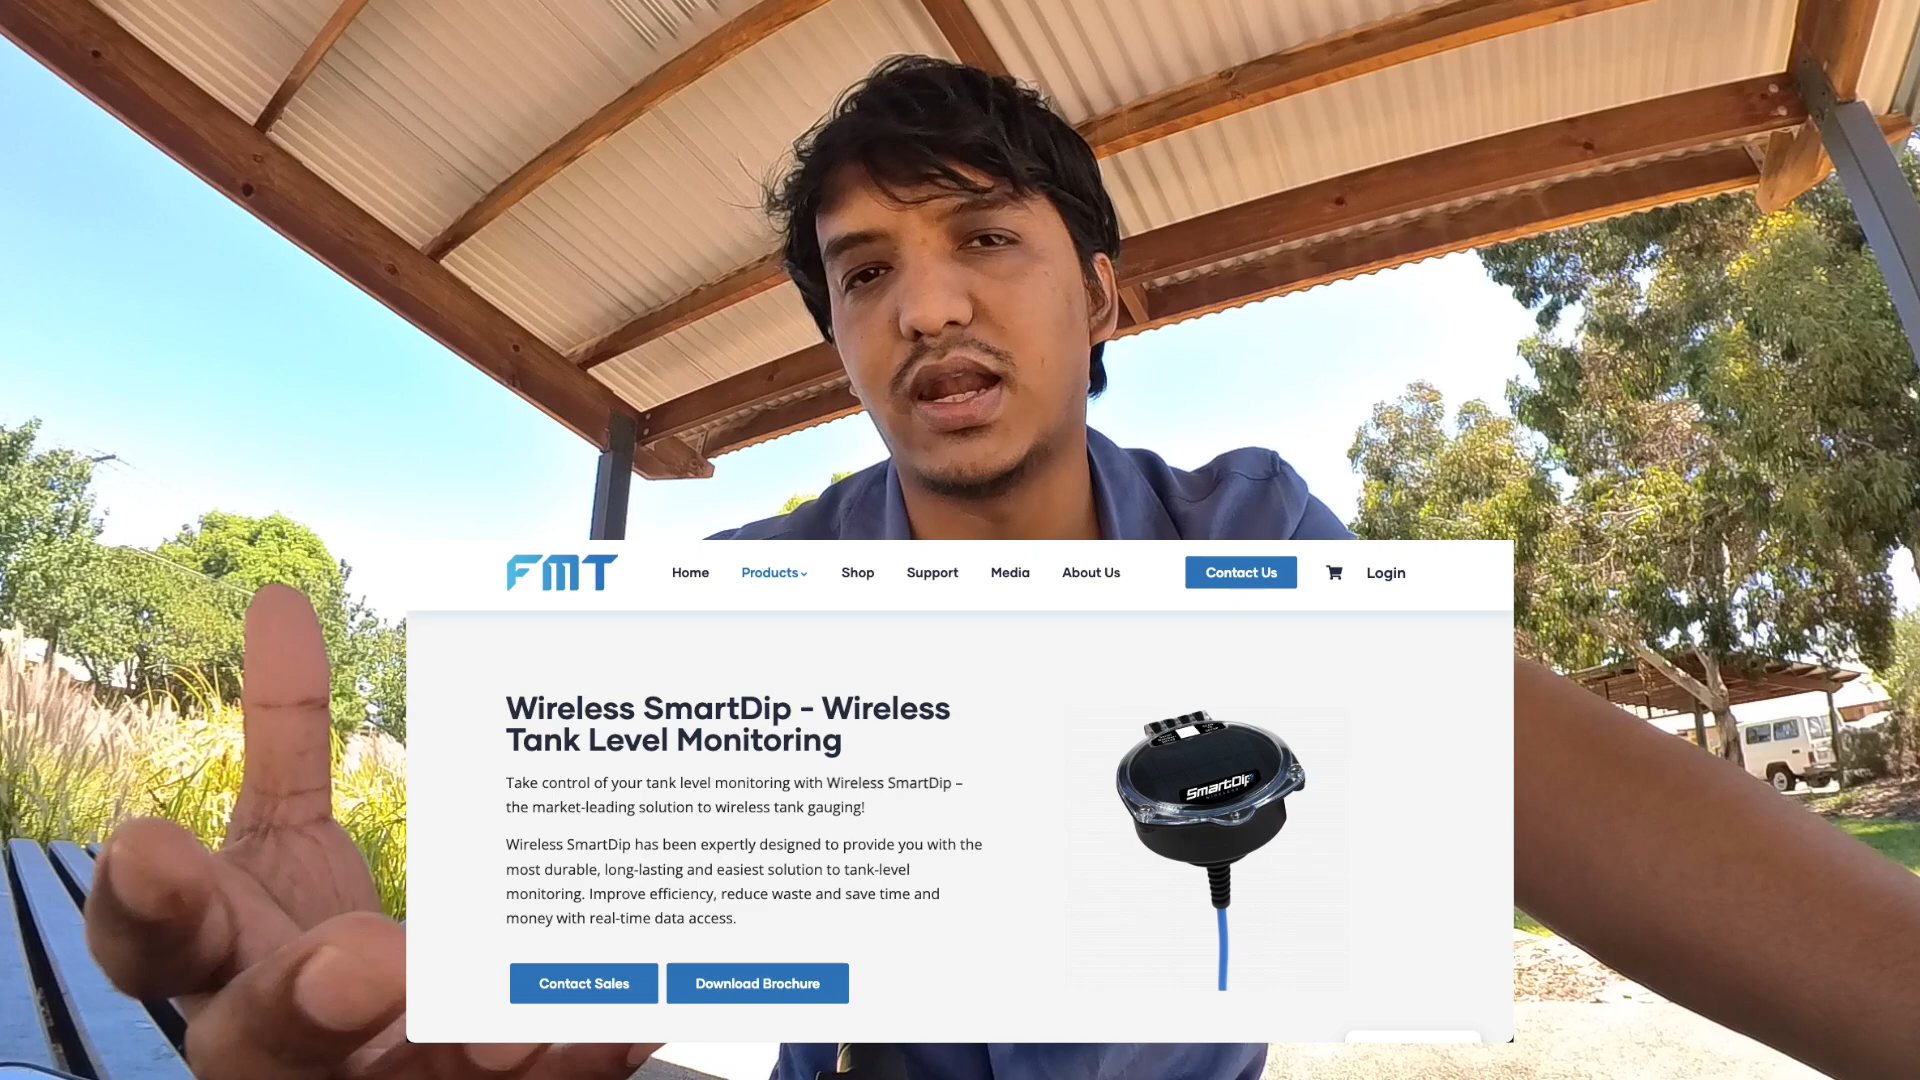 FMT
Home
Products
Shop
Support
Media
About Us
Contact Us
Login
Wireless SmartDip - Wireless
Tank Level Monitoring
Take control of your tank level monitoring with Wireless SmartDip –
the market-leading solution to wireless tank gauging!
Wireless SmartDip has been expertly designed to provide you with the
most durable, long-lasting and easiest solution to tank-level
monitoring. Improve efficiency, reduce waste and save time and
money with real-time data access.
Contact Sales
Download Brochure
SmartDip
WIRELESS